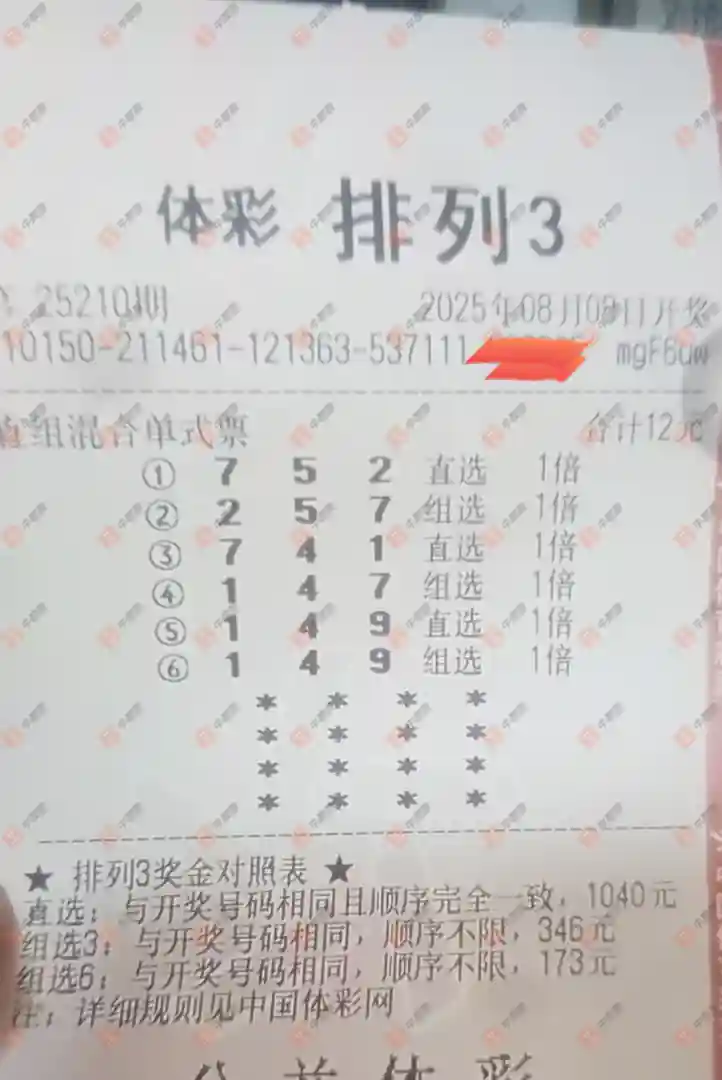 体彩 排列3
25210期 2025年08月08日开奖
10150-211461-121363-537111 mgF6dw
直组混合单式票 合计12元
① 7 5 2 直选 1倍
② 2 5 7 组选 1倍
③ 7 4 1 直选 1倍
④ 1 4 7 组选 1倍
⑤ 1 4 9 直选 1倍
⑥ 1 4 9 组选 1倍
* * * *
* * * *
* * * *
* * * *
★ 排列3奖金对照表 ★
直选：与开奖号码相同且顺序完全一致，1040元
组选3：与开奖号码相同，顺序不限，346元
组选6：与开奖号码相同，顺序不限，173元
注：详细规则见中国体彩网
公益体彩